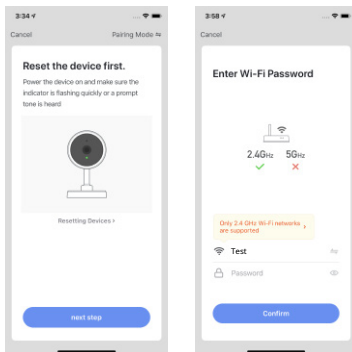 3:34
Cancel
Pairing Mode
Reset the device first.
Power the device on and make sure the
indicator is flashing quickly or a prompt
tone is heard
Resetting Devices >
next step
3:58
Cancel
Enter Wi-Fi Password
2.4GHz 5GHz
Only 2.4 GHz Wi-Fi networks
are supported
Test
Password
Confirm